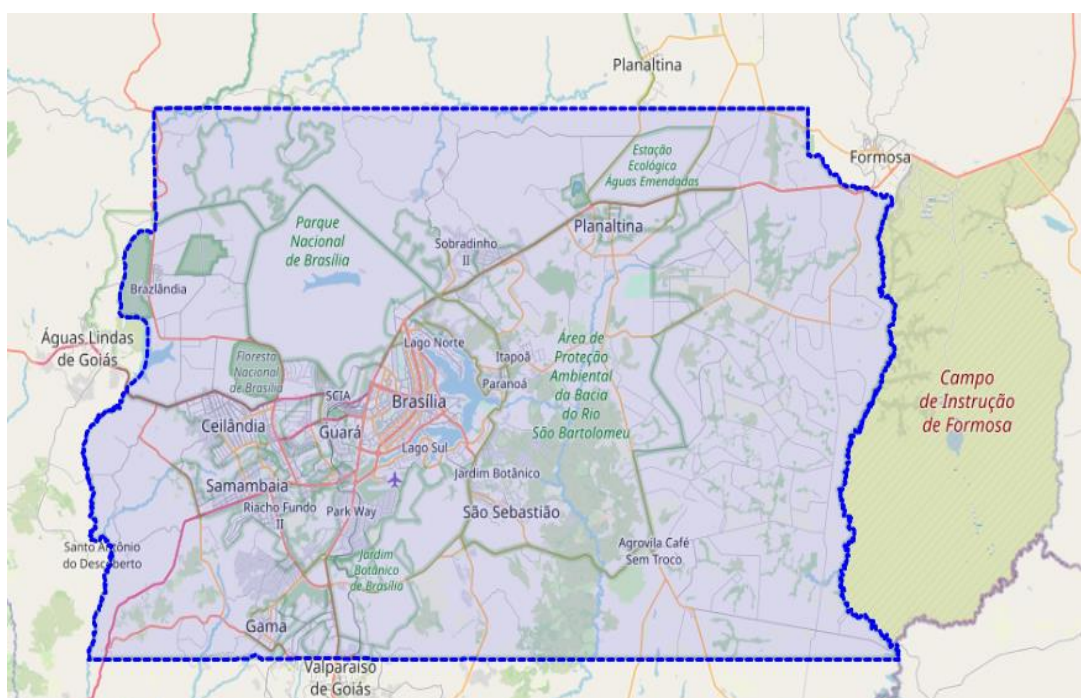 Planaltina
Formosa
Estação
Ecológica
Águas Emendadas
Parque
Nacional
de Brasília
Planaltina
Sobradinho
II
Brazlândia
Águas Lindas
de Goiás
Lago Norte
Itapoã
Paranoá
Área de
Proteção
Ambiental
da Bacia
do Rio
São Bartolomeu
Floresta
Nacional
de Brasília
SCIA
Brasília
Campo
de Instrução
de Formosa
Ceilândia
Guará
Lago Sul
Jardim Botânico
Samambaia
Riacho Fundo
II
Park Way
São Sebastião
Agrovila Café
Sem Troco
Santo Antônio
do Descoberto
Jardim
Botânico
de Brasília
Gama
Valparaíso
de Goiás